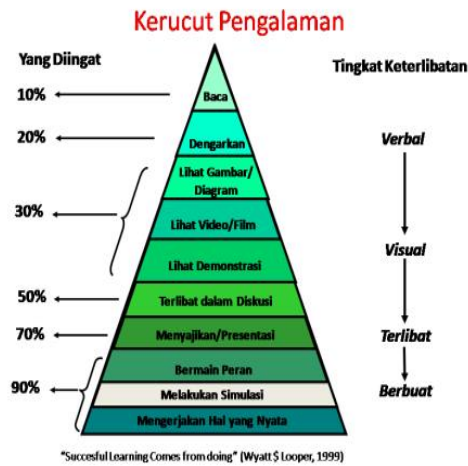 Kerucut Pengalaman
Yang Diingat
Tingkat Keterlibatan
10%
Baca
20%
Dengarkan
Verbal
Lihat Gambar/
Diagram
30%
Lihat Video/Film
Visual
Lihat Demonstrasi
50%
Terlibat dalam Diskusi
70%
Menyajikan/Presentasi
Terlibat
Bermain Peran
90%
Melakukan Simulasi
Berbuat
Mengerjakan Hal yang Nyata
"Succesful Learning Comes from doing" (Wyatt $ Looper, 1999)